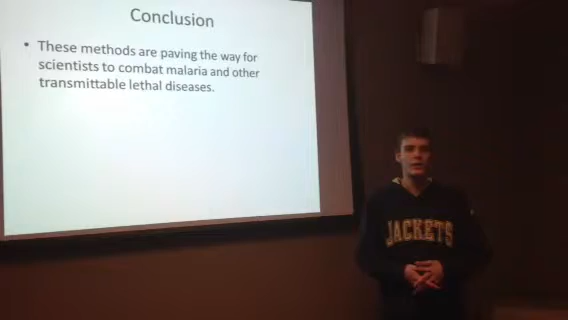 Conclusion
• These methods are paving the way for
scientists to combat malaria and other
transmittable lethal diseases.
JACKETS